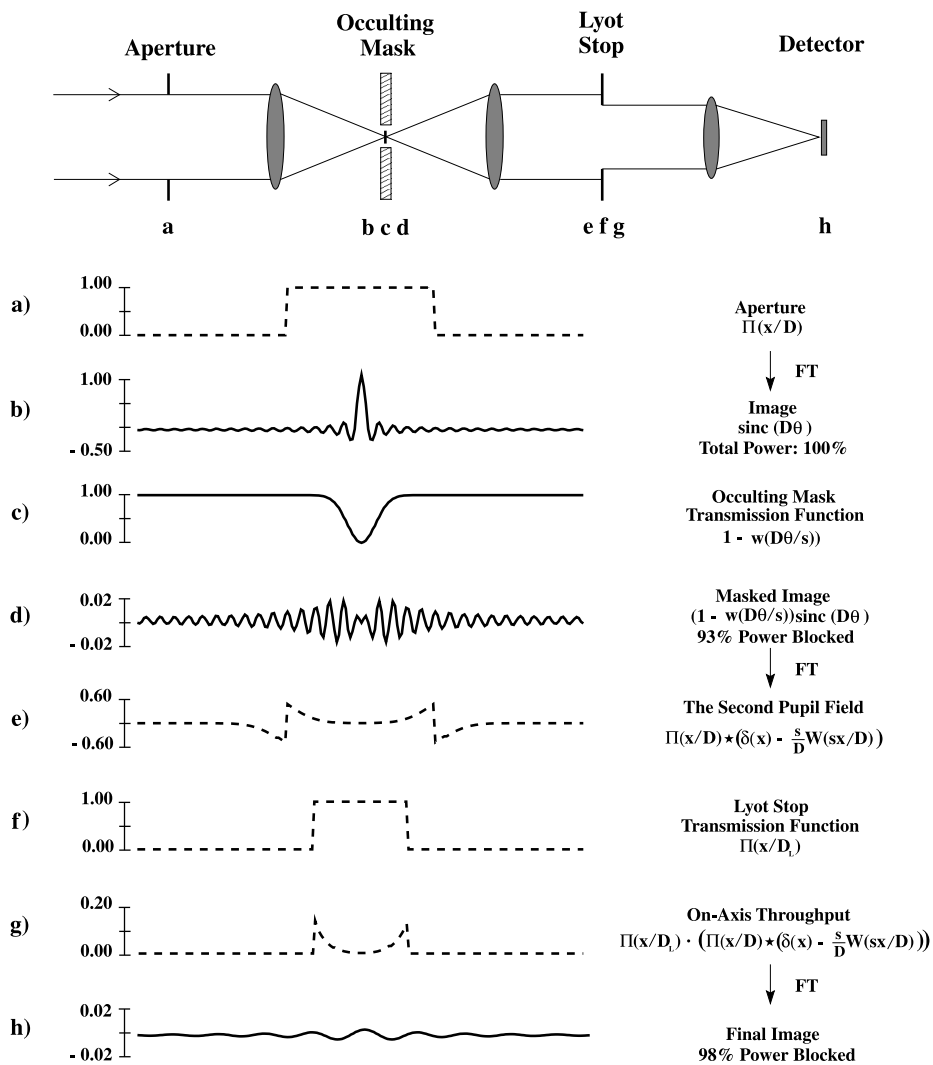 Occulting
Mask
Lyot
Stop
Aperture
Detector
a
b c d
e f g
h
a)
1.00
0.00
Aperture
Π(x/D)
FT
b)
1.00
- 0.50
Image
sinc (Dθ)
Total Power: 100%
c)
1.00
0.00
Occulting Mask
Transmission Function
1 - w(Dθ/s))
d)
0.02
- 0.02
Masked Image
(1 - w(Dθ/s))sinc (Dθ)
93% Power Blocked
FT
e)
0.60
- 0.60
The Second Pupil Field
Π(x/D)⋆(δ(x) - s/D W(sx/D))
f)
1.00
0.00
Lyot Stop
Transmission Function
Π(x/D_L)
g)
0.20
0.00
On-Axis Throughput
Π(x/D_L) · (Π(x/D)⋆(δ(x) - s/D W(sx/D)))
FT
h)
0.02
- 0.02
Final Image
98% Power Blocked